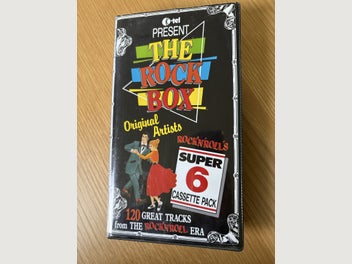 K-tel
PRESENT
THE
ROCK
BOX
Original
Artists
ROCK'N'ROLL'S
SUPER
6
CASSETTE PACK
120 GREAT TRACKS
from THE ROCK'N'ROLL ERA